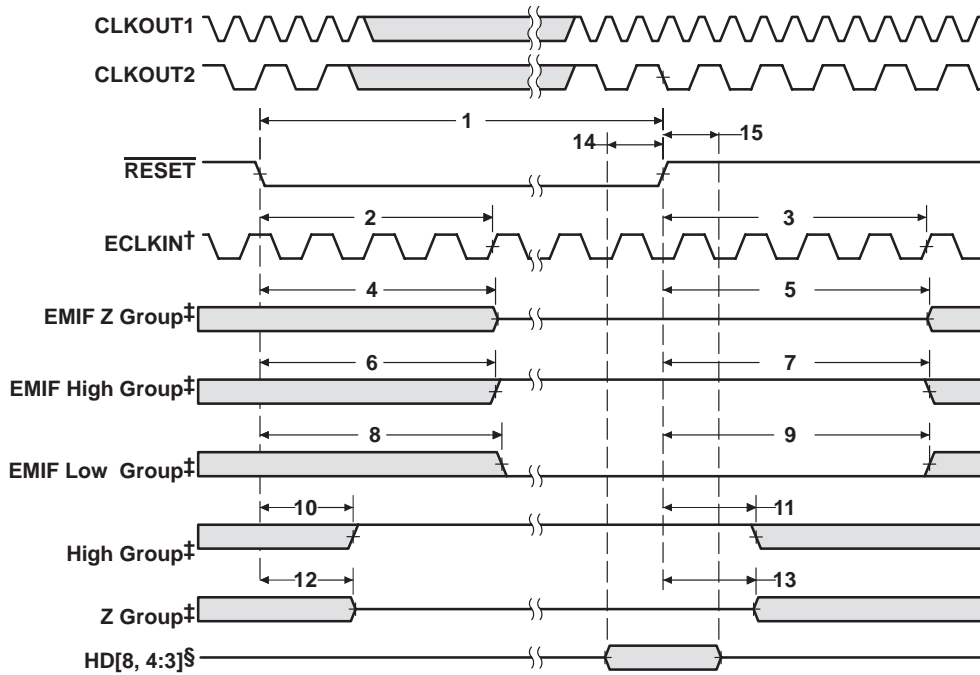 CLKOUT1
CLKOUT2
1
14
15
RESET
2
3
ECLKIN†
4
5
EMIF Z Group‡
6
7
EMIF High Group‡
8
9
EMIF Low Group‡
10
11
High Group‡
12
13
Z Group‡
HD[8, 4:3]§